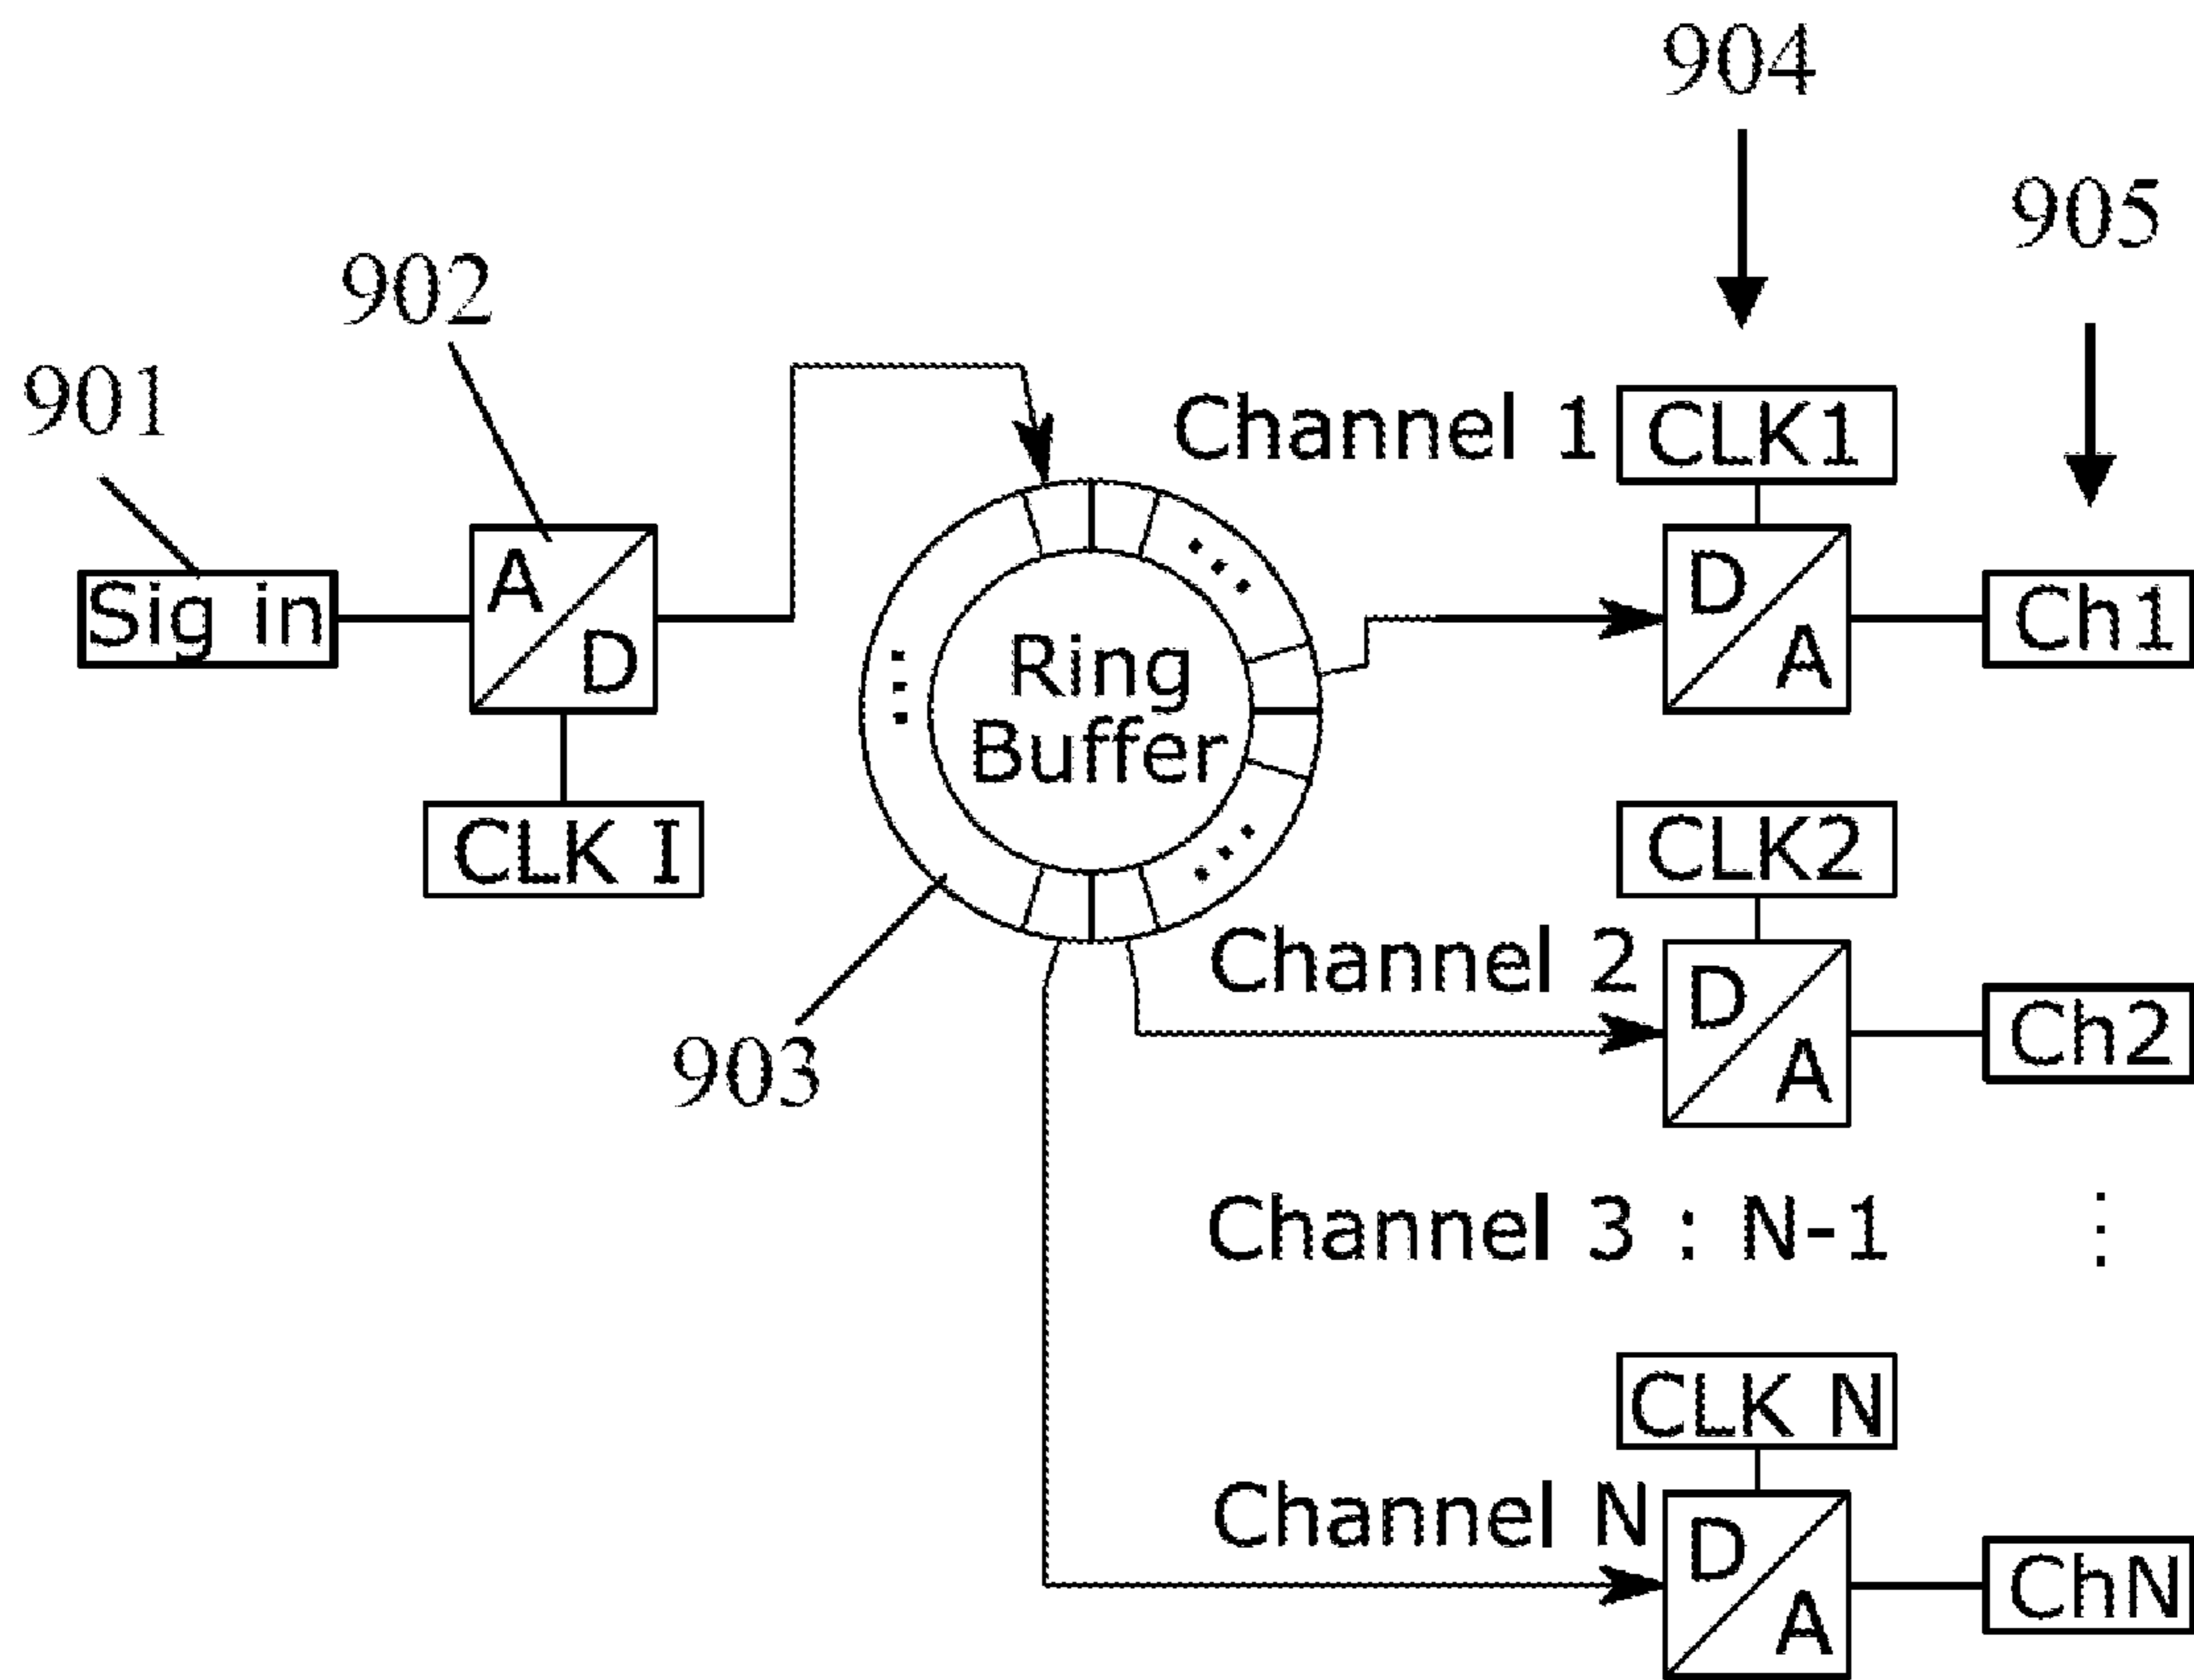 904
905
902
901
Channel 1
CLK1
A
D
Sig in
D
A
Ch1
Ring
Buffer
CLK I
CLK2
Channel 2
D
A
Ch2
903
Channel 3 : N-1
CLK N
Channel N
D
A
ChN